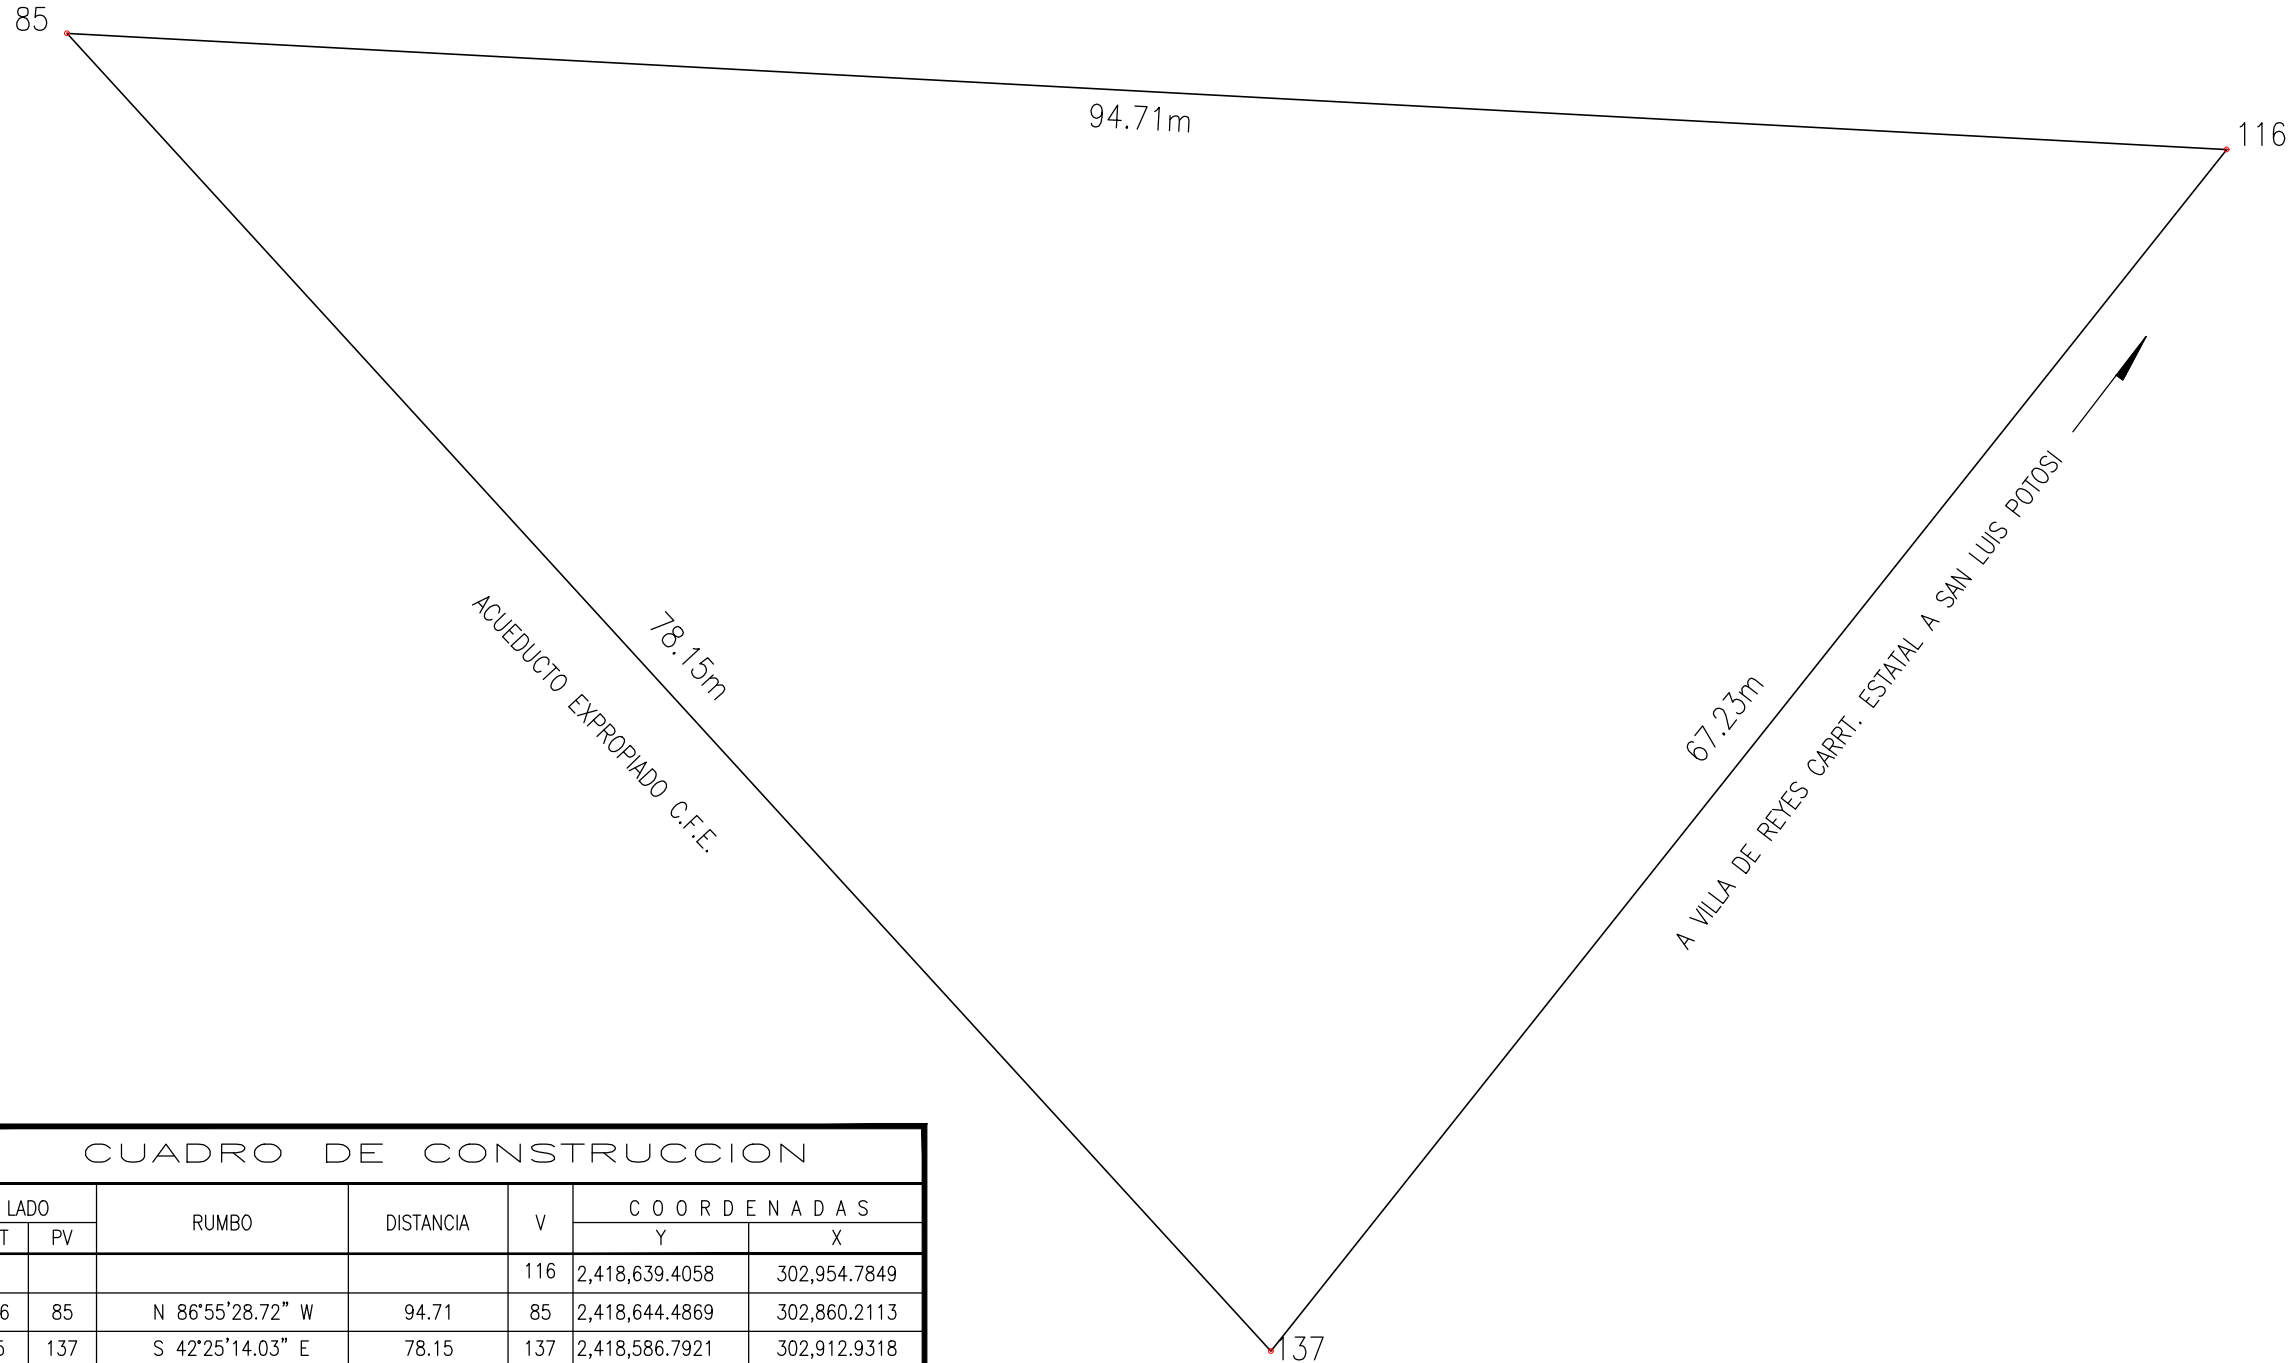 85
116
94.71m
78.15m
ACUEDUCTO EXPROPIADO C.F.E.
67.23m
A VILLA DE REYES CARRT. ESTATAL A SAN LUIS POTOSI
137
CUADRO DE CONSTRUCCION
LADO RUMBO DISTANCIA V COORDENADAS
T PV Y X
116 2,418,639.4058 302,954.7849
6 85 N 86°55'28.72" W 94.71 85 2,418,644.4869 302,860.2113
5 137 S 42°25'14.03" E 78.15 137 2,418,586.7921 302,912.9318